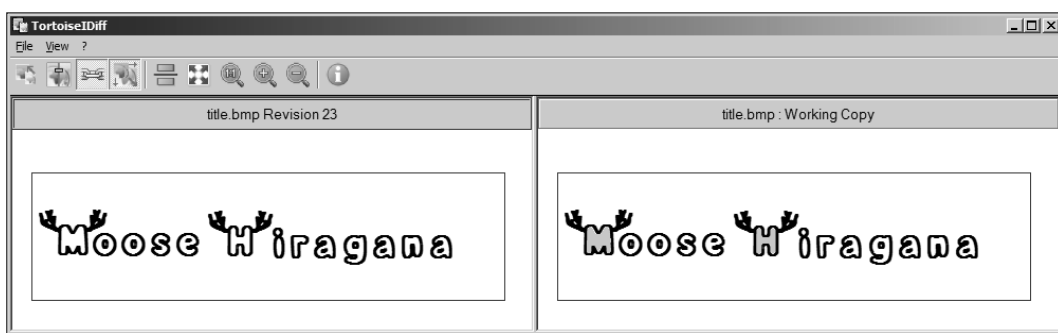 TortoiseIDiff
File View ?
title.bmp Revision 23
title.bmp : Working Copy
Moose Hiragana
Moose Hiragana